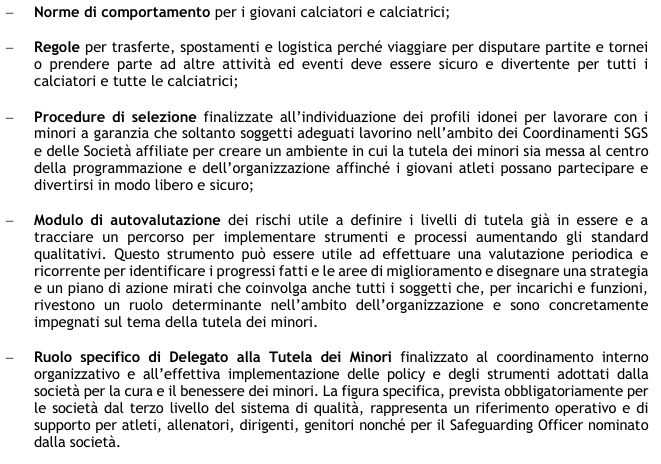 − Norme di comportamento per i giovani calciatori e calciatrici;
− Regole per trasferte, spostamenti e logistica perché viaggiare per disputare partite e tornei
o prendere parte ad altre attività ed eventi deve essere sicuro e divertente per tutti i
calciatori e tutte le calciatrici;
− Procedure di selezione finalizzate all’individuazione dei profili idonei per lavorare con i
minori a garanzia che soltanto soggetti adeguati lavorino nell’ambito dei Coordinamenti SGS
e delle Società affiliate per creare un ambiente in cui la tutela dei minori sia messa al centro
della programmazione e dell’organizzazione affinché i giovani atleti possano partecipare e
divertirsi in modo libero e sicuro;
− Modulo di autovalutazione dei rischi utile a definire i livelli di tutela già in essere e a
tracciare un percorso per implementare strumenti e processi aumentando gli standard
qualitativi. Questo strumento può essere utile ad effettuare una valutazione periodica e
ricorrente per identificare i progressi fatti e le aree di miglioramento e disegnare una strategia
e un piano di azione mirati che coinvolga anche tutti i soggetti che, per incarichi e funzioni,
rivestono un ruolo determinante nell’ambito dell’organizzazione e sono concretamente
impegnati sul tema della tutela dei minori.
− Ruolo specifico di Delegato alla Tutela dei Minori finalizzato al coordinamento interno
organizzativo e all’effettiva implementazione delle policy e degli strumenti adottati dalla
società per la cura e il benessere dei minori. La figura specifica, prevista obbligatoriamente per
le società dal terzo livello del sistema di qualità, rappresenta un riferimento operativo e di
supporto per atleti, allenatori, dirigenti, genitori nonché per il Safeguarding Officer nominato
dalla società.